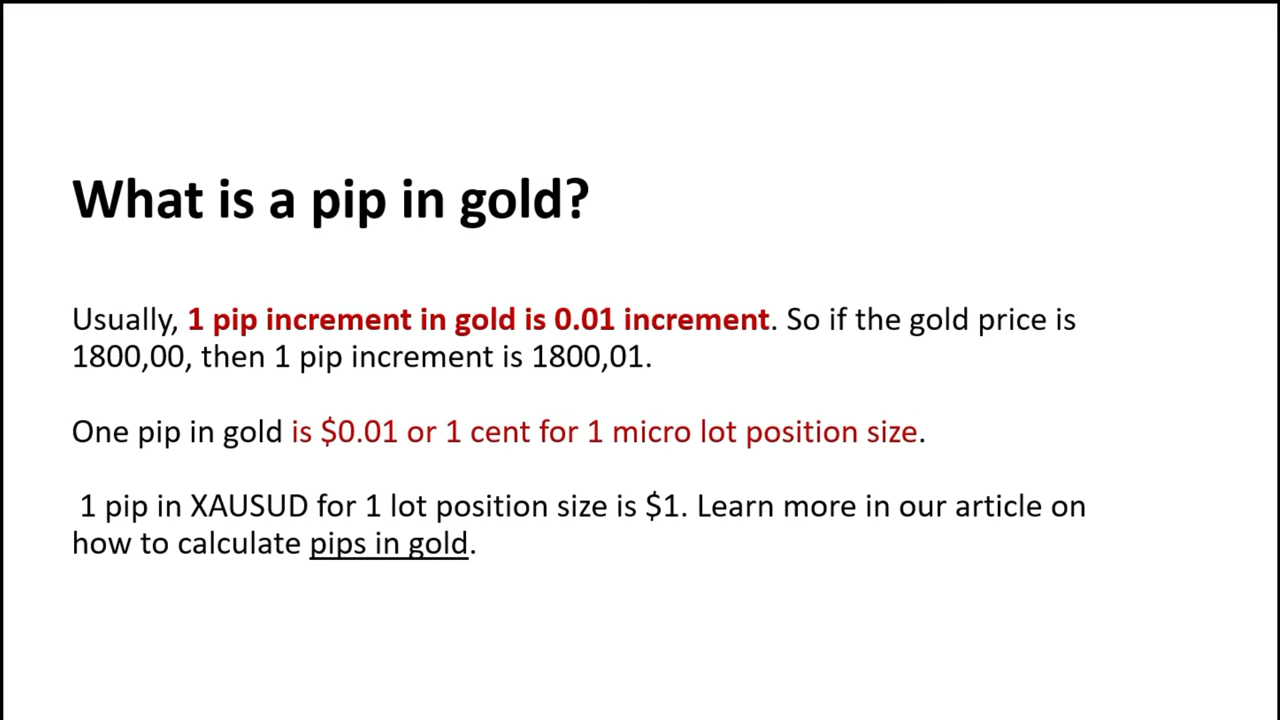 What is a pip in gold?
Usually, 1 pip increment in gold is 0.01 increment. So if the gold price is
1800,00, then 1 pip increment is 1800,01.
One pip in gold is $0.01 or 1 cent for 1 micro lot position size.
1 pip in XAUSUD for 1 lot position size is $1. Learn more in our article on
how to calculate pips in gold.